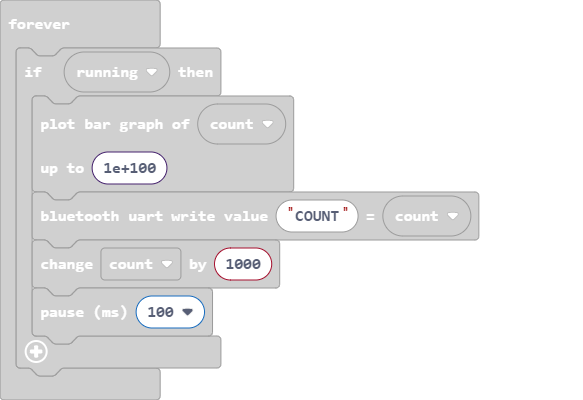 forever
if running then
plot bar graph of count
up to 1e+100
bluetooth uart write value "COUNT" = count
change count by 1000
pause (ms) 100